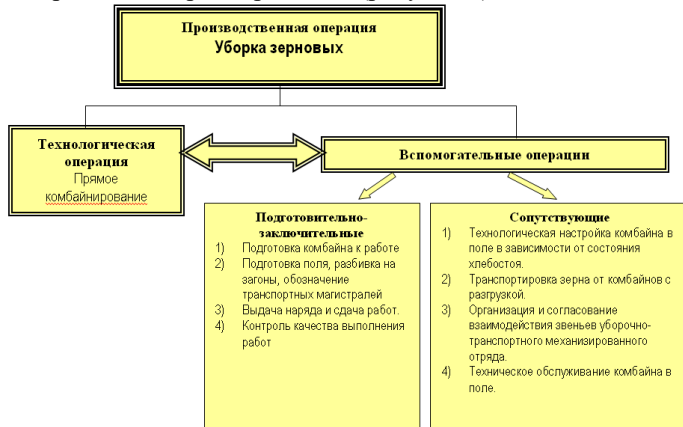 Производственная операция
Уборка зерновых
Технологическая
операция
Прямое
комбайнирование
Вспомогательные операции
Подготовительно-
заключительные
1) Подготовка комбайна к работе
2) Подготовка поля, разбивка на
загоны, обозначение
транспортных магистралей
3) Выдача наряда и сдача работ.
4) Контроль качества выполнения
работ
Сопутствующие
1) Технологическая настройка комбайна в
поле в зависимости от состояния
хлебостоя.
2) Транспортировка зерна от комбайнов с
разгрузкой.
3) Организация и согласование
взаимодействия звеньев уборочно-
транспортного механизированного
отряда.
4) Техническое обслуживание комбайна в
поле.